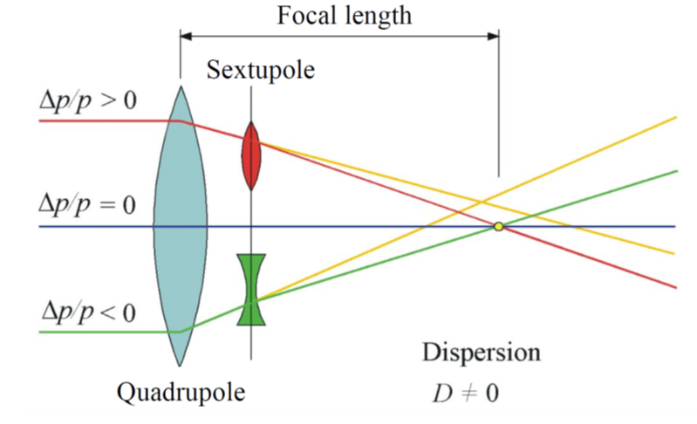 Focal length
Sextupole
Δp/p > 0
Δp/p = 0
Δp/p < 0
Dispersion
Quadrupole
D ≠ 0